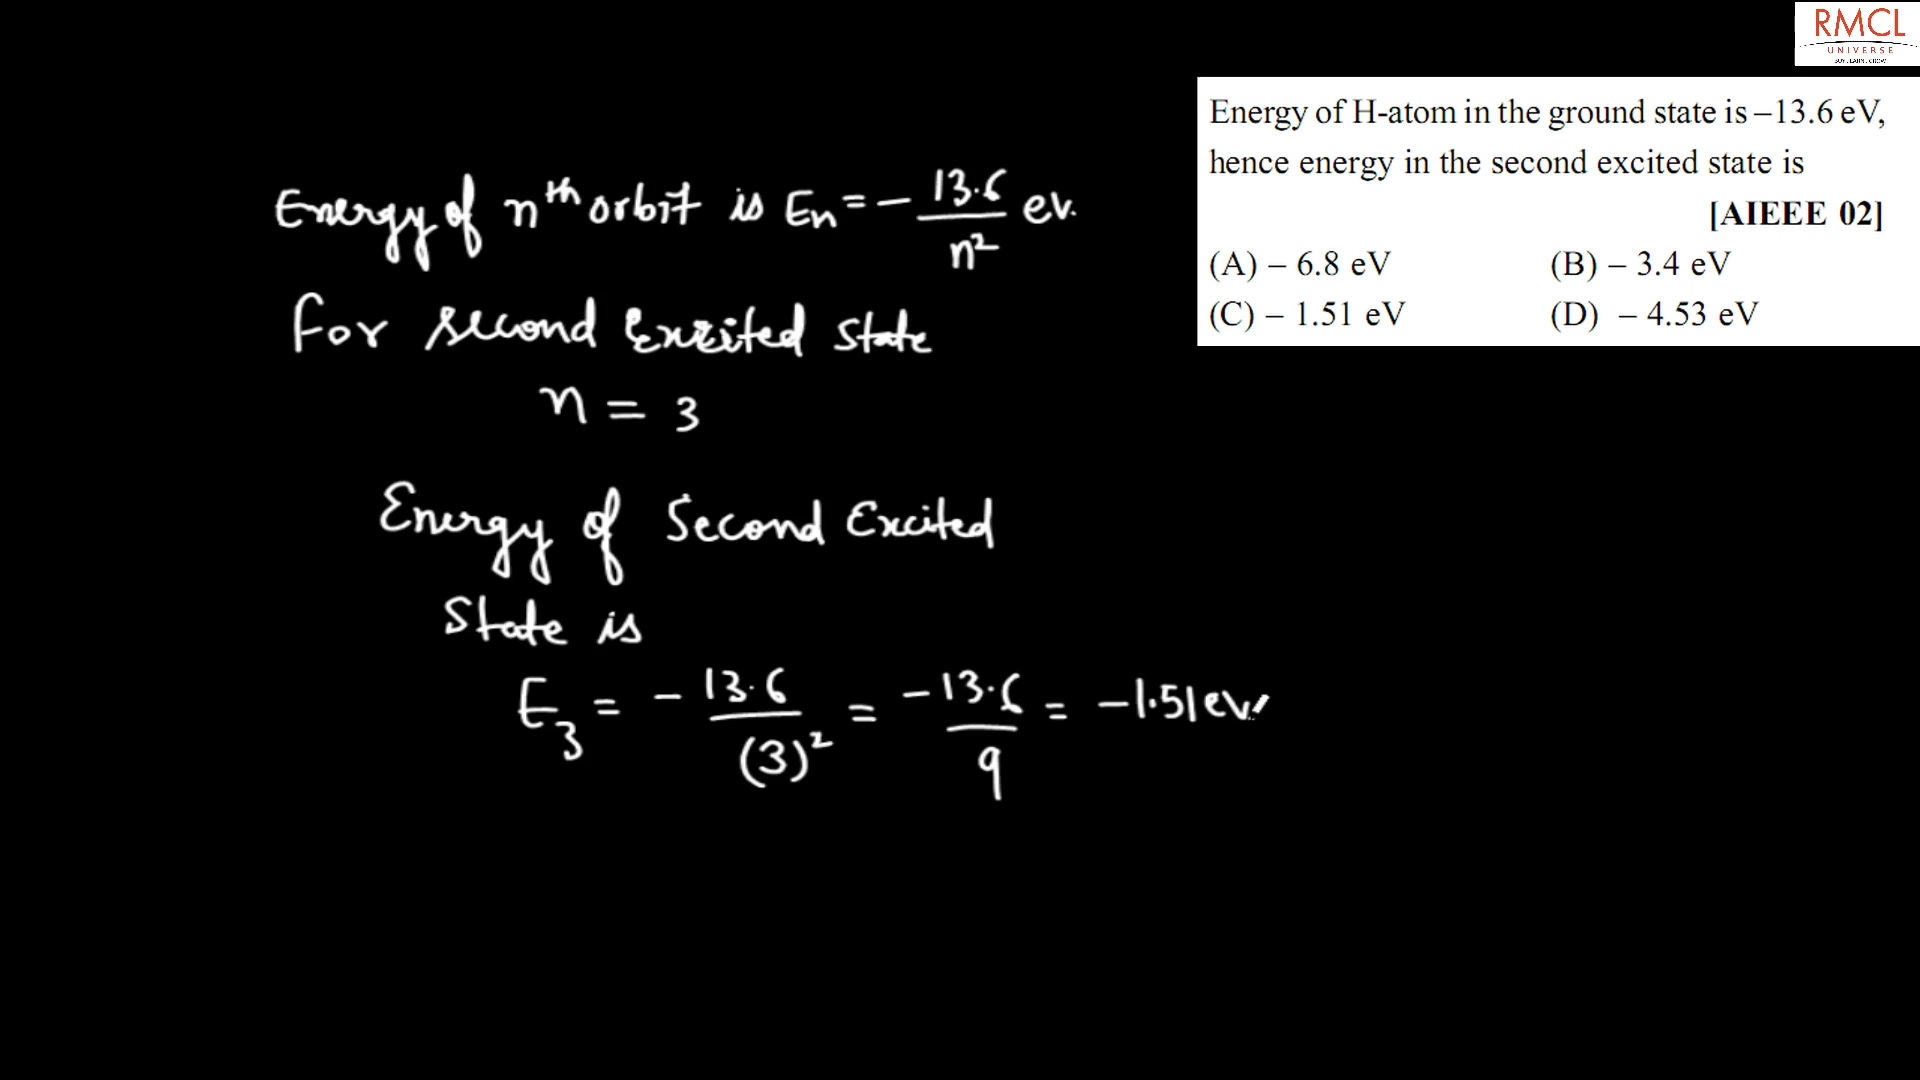 RMCL
UNIVERSE
Energy of H-atom in the ground state is –13.6 eV,
hence energy in the second excited state is
[AIEEE 02]
(A) – 6.8 eV (B) – 3.4 eV
(C) – 1.51 eV (D) – 4.53 eV
Energy of nth orbit is En = - 13.6/n² ev.
For second Excited state
n = 3
Energy of Second Excited
State is
E3 = - 13.6/(3)² = -13.6/9 = -1.51 ev